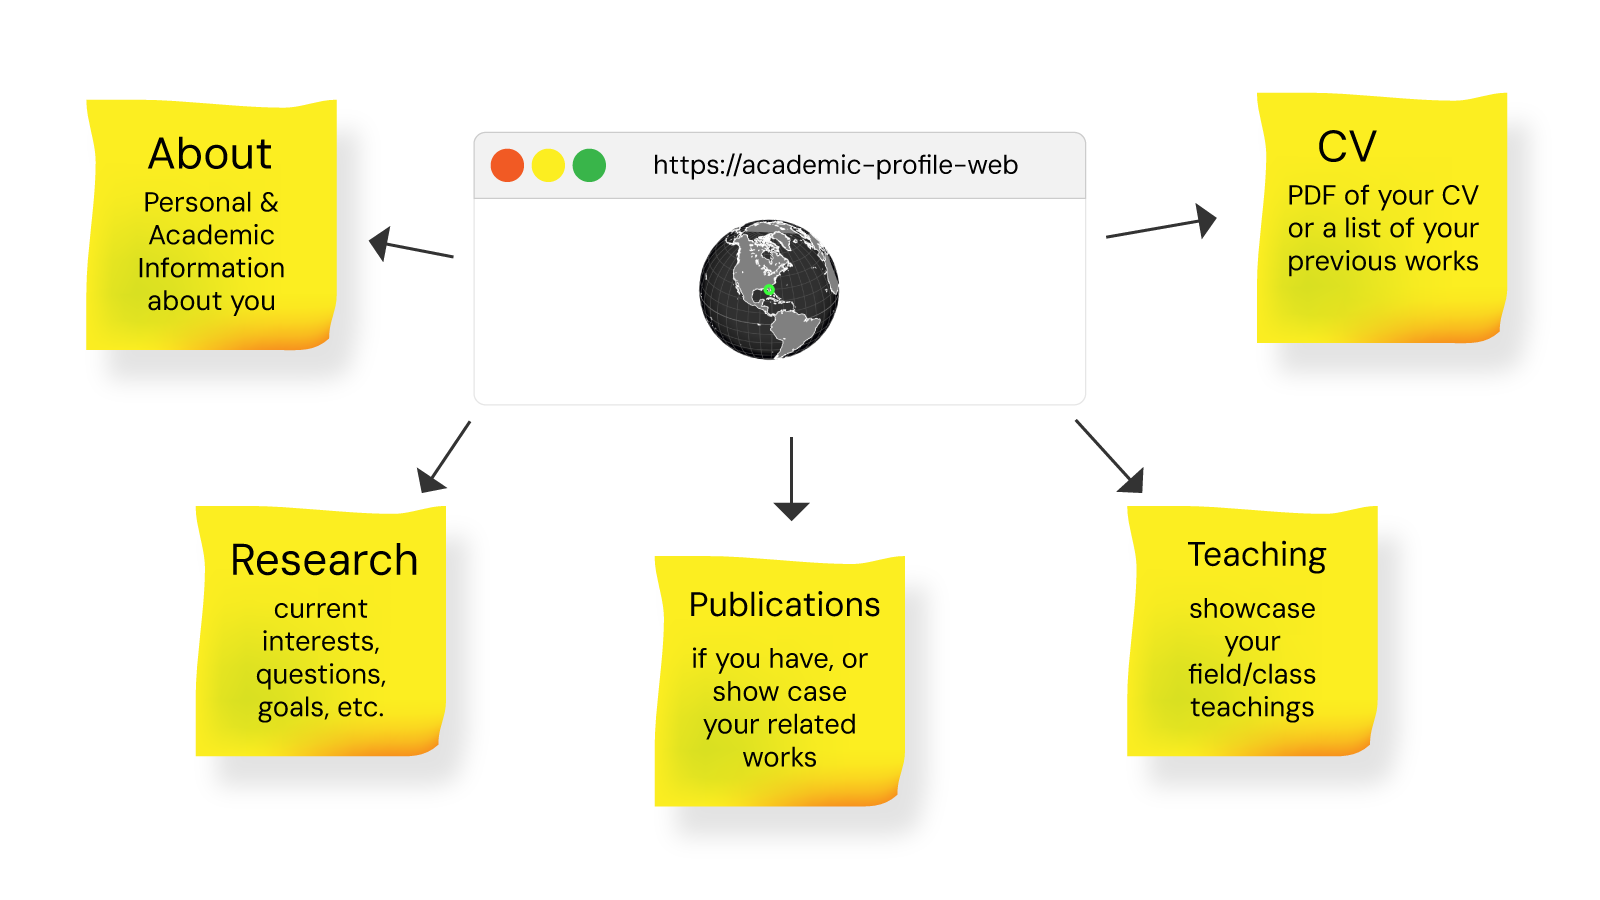 https://academic-profile-web
About
Personal &
Academic
Information
about you
CV
PDF of your CV
or a list of your
previous works
Research
current
interests,
questions,
goals, etc.
Publications
if you have, or
show case
your related
works
Teaching
showcase
your
field/class
teachings